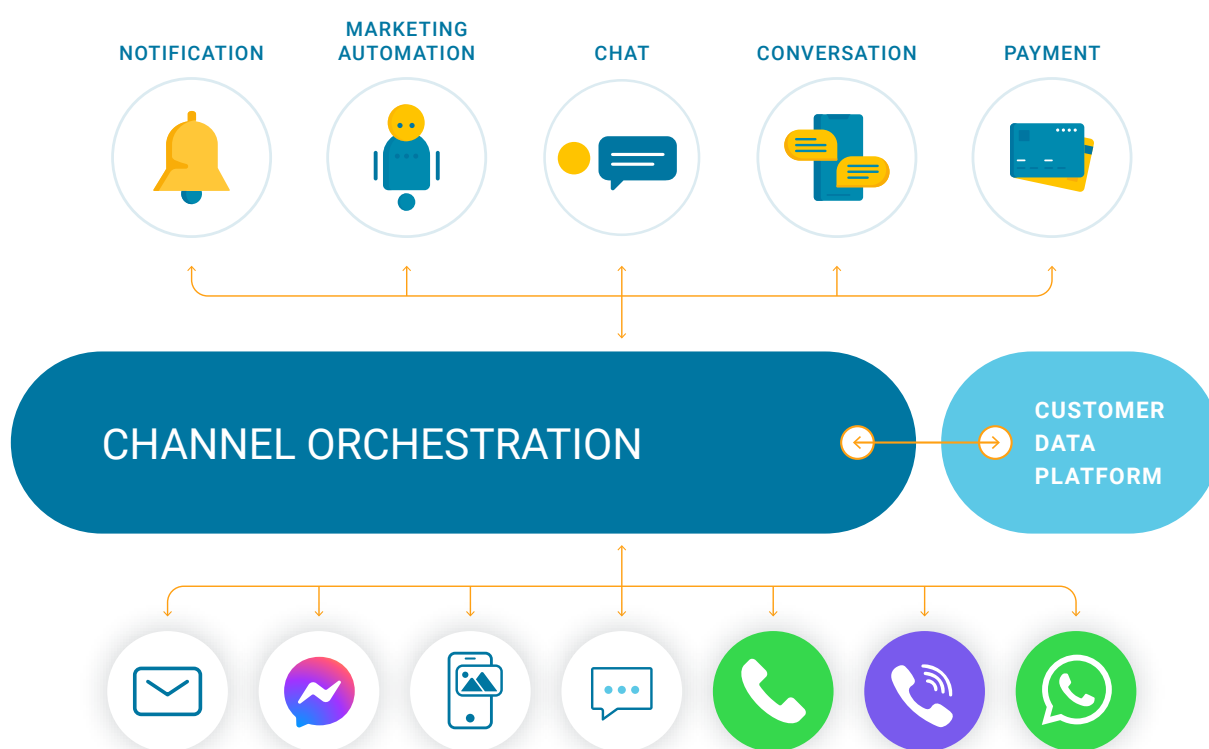 NOTIFICATION
MARKETING
AUTOMATION
CHAT
CONVERSATION
PAYMENT
CHANNEL ORCHESTRATION
CUSTOMER
DATA
PLATFORM